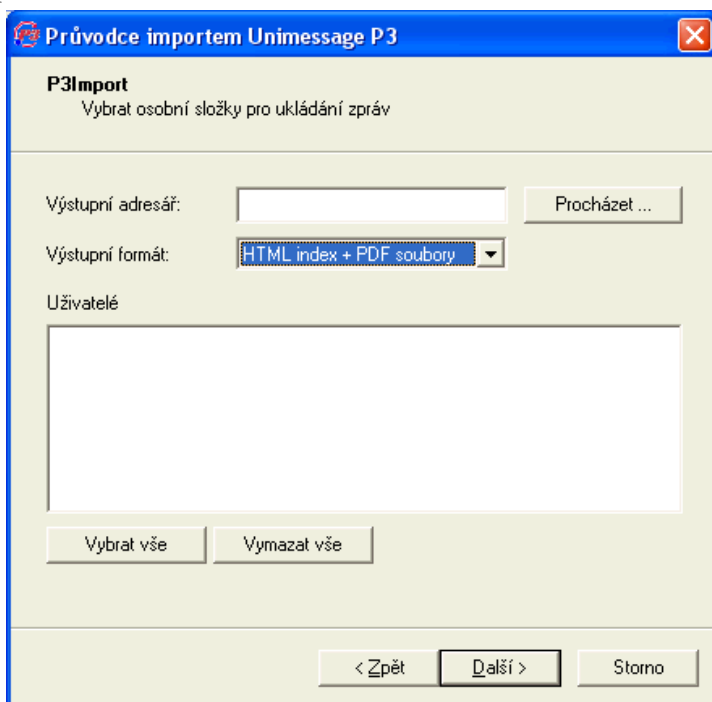 Průvodce importem Unimessage P3
P3Import
Vybrat osobní složky pro ukládání zpráv
Výstupní adresář:
Procházet ...
Výstupní formát:
HTML index + PDF soubory
Uživatelé
Vybrat vše
Vymazat vše
< Zpět
Další >
Storno